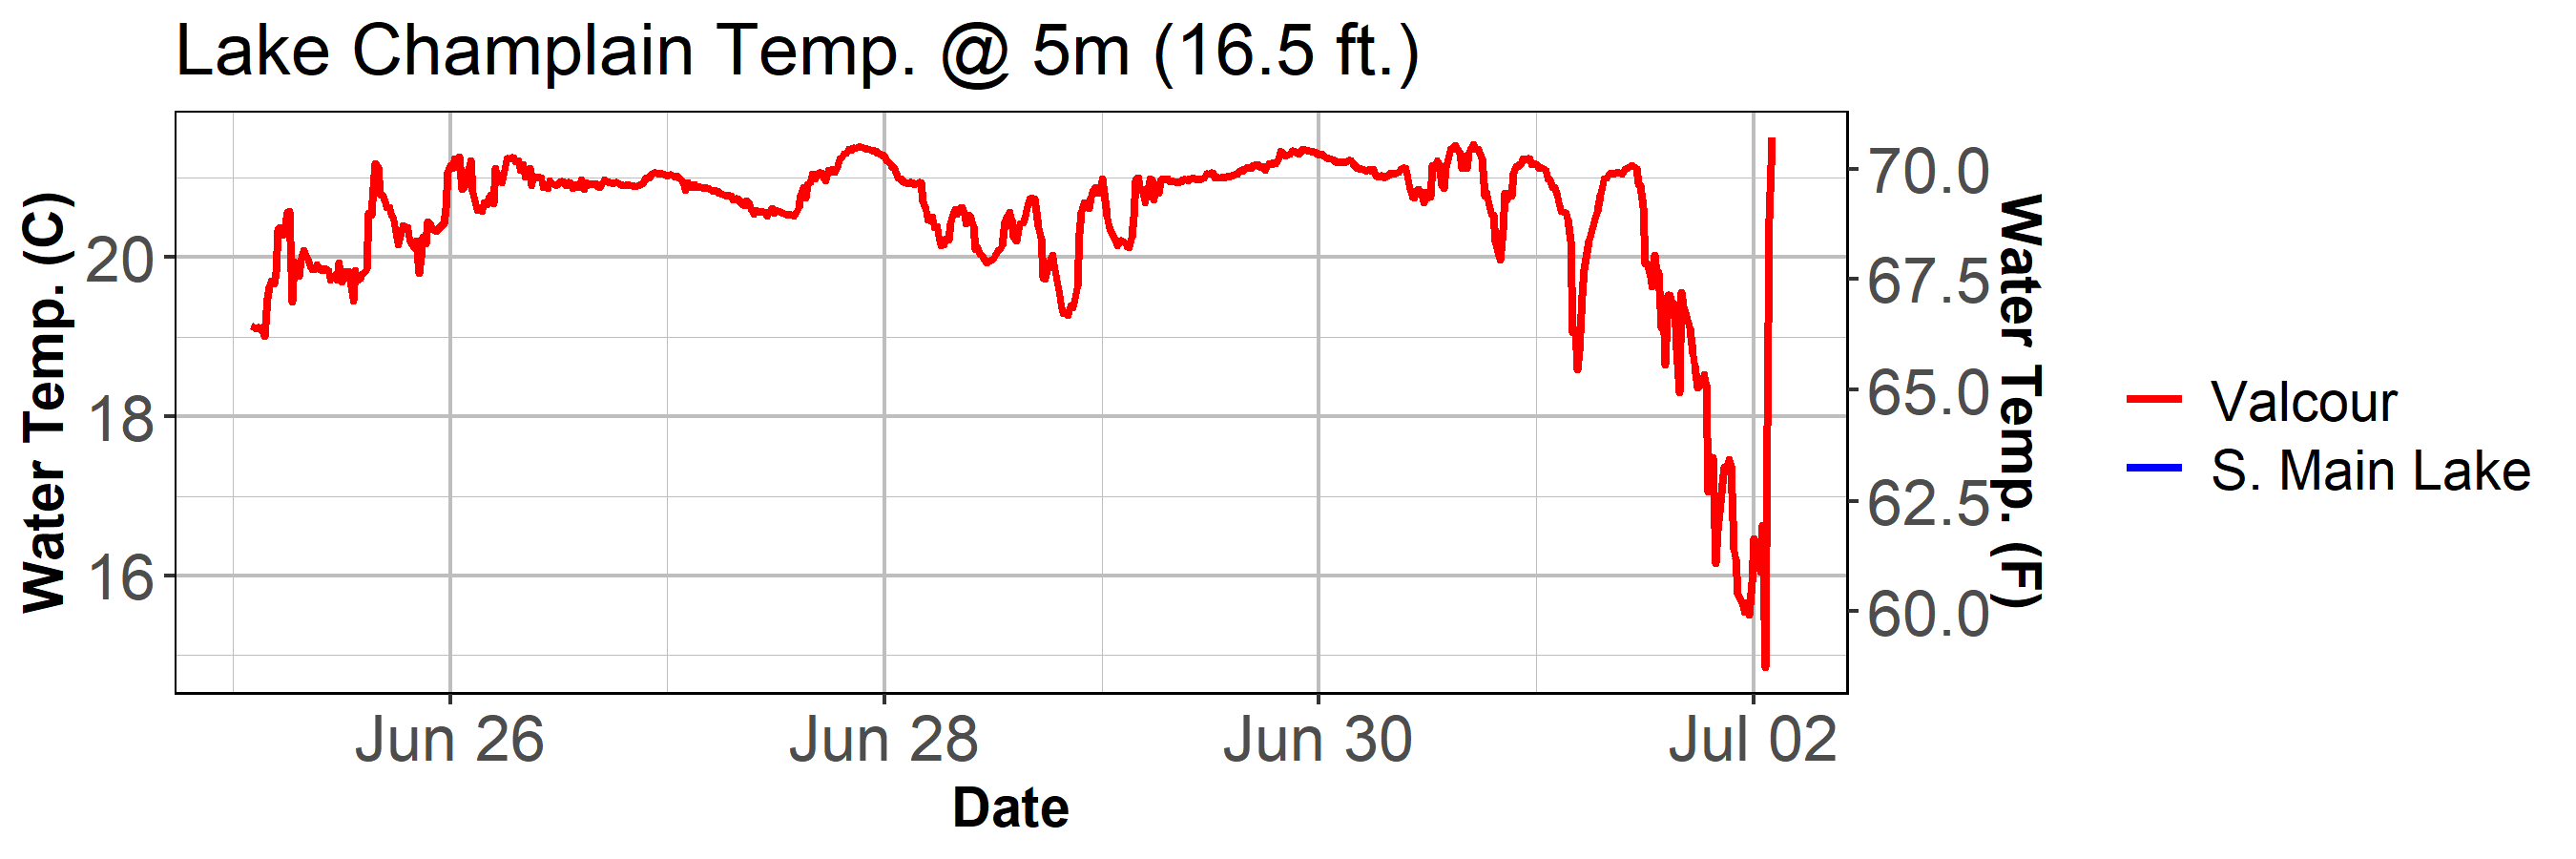 Lake Champlain Temp. @ 5m (16.5 ft.)
Water Temp. (C)
20
18
16
70.0
67.5
65.0
62.5
60.0
Water Temp. (F)
Jun 26
Jun 28
Jun 30
Jul 02
Date
Valcour
S. Main Lake